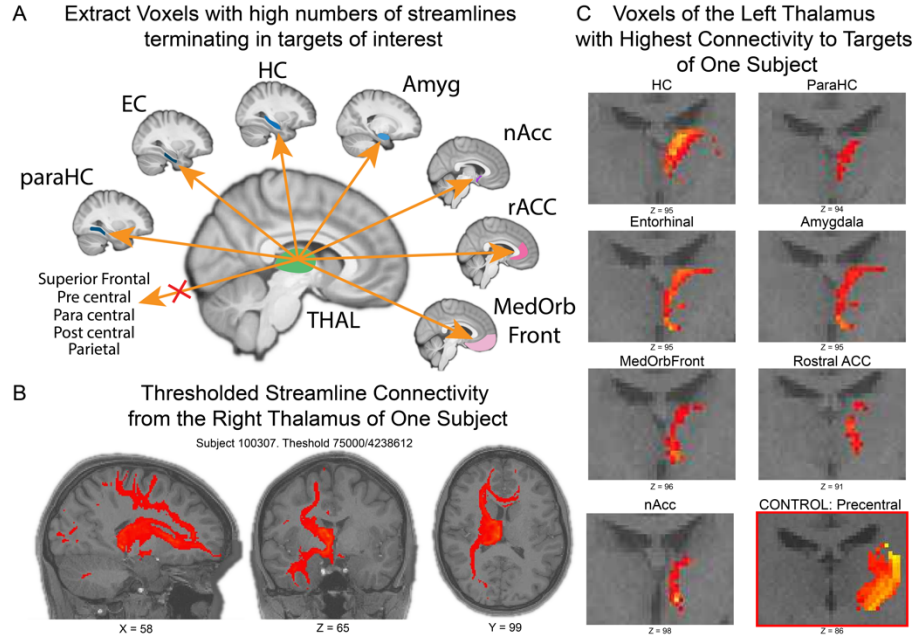 A Extract Voxels with high numbers of streamlines
terminating in targets of interest
HC
Amyg
EC
nAcc
paraHC
rACC
Superior Frontal
Pre central
Para central
Post central
Parietal
THAL
MedOrb
Front
B Thresholded Streamline Connectivity
from the Right Thalamus of One Subject
Subject 100307. Theshold 75000/4238612
X = 58
Z = 65
Y = 99
C Voxels of the Left Thalamus
with Highest Connectivity to Targets
of One Subject
HC
ParaHC
Z = 95
Z = 94
Entorhinal
Amygdala
Z = 95
Z = 95
MedOrbFront
Rostral ACC
Z = 96
Z = 91
nAcc
CONTROL: Precentral
Z = 98
Z = 86